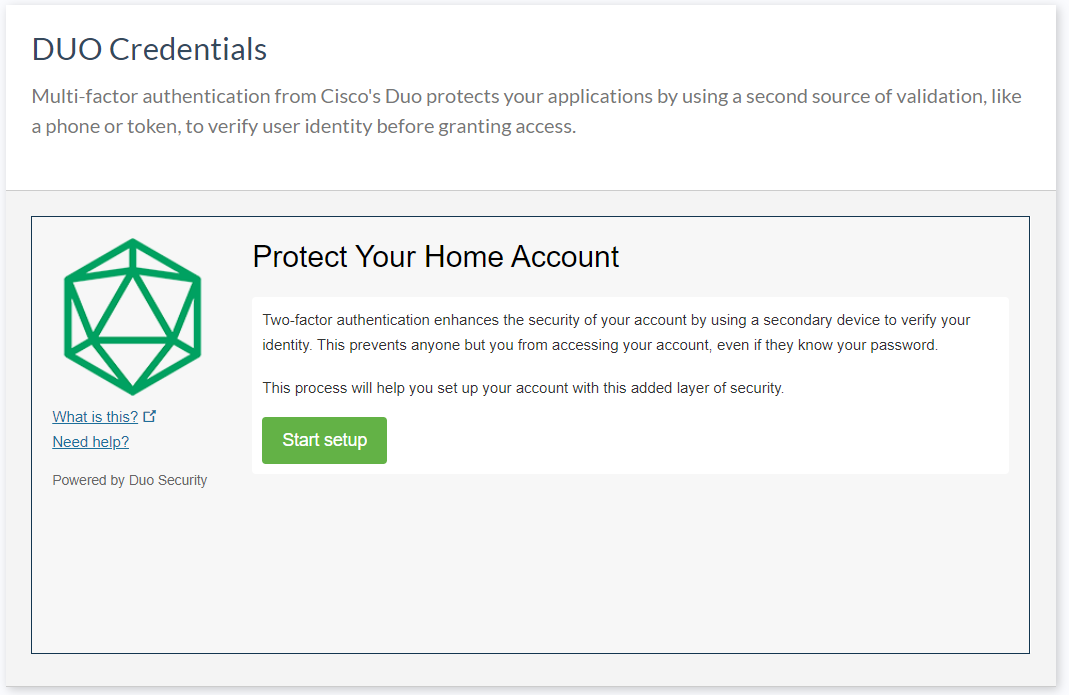 DUO Credentials
Multi-factor authentication from Cisco's Duo protects your applications by using a second source of validation, like
a phone or token, to verify user identity before granting access.
What is this?
Need help?
Powered by Duo Security
Protect Your Home Account
Two-factor authentication enhances the security of your account by using a secondary device to verify your
identity. This prevents anyone but you from accessing your account, even if they know your password.
This process will help you set up your account with this added layer of security.
Start setup